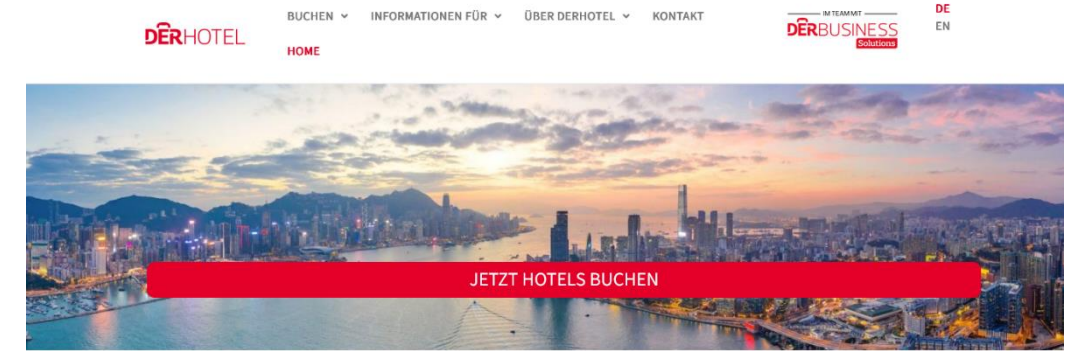 DERHOTEL
BUCHEN
INFORMATIONEN FÜR
ÜBER DERHOTEL
KONTAKT
HOME
IM TEAM MIT
DERBUSINESS
Solutions
DE
EN
JETZT HOTELS BUCHEN